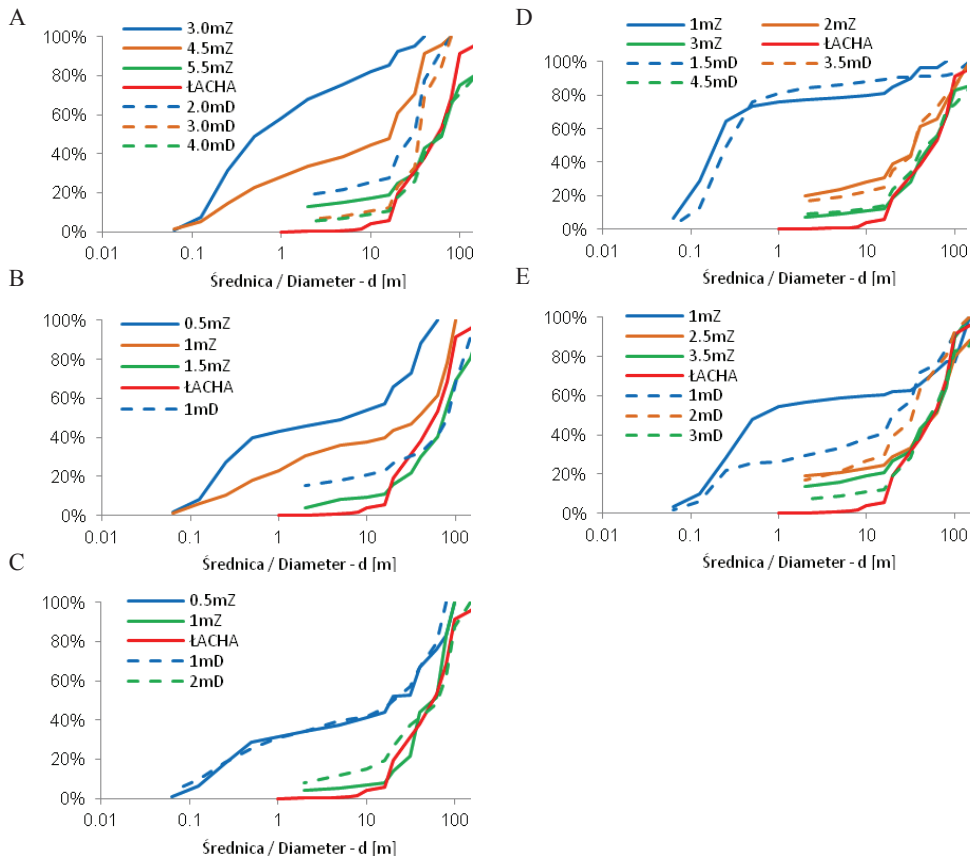 A
3.0mZ
4.5mZ
5.5mZ
ŁACHA
2.0mD
3.0mD
4.0mD
100%
80%
60%
40%
20%
0%
0.01 0.1 1 10 100
Średnica / Diameter - d [m]
B
0.5mZ
1mZ
1.5mZ
ŁACHA
1mD
100%
80%
60%
40%
20%
0%
0.01 0.1 1 10 100
Średnica / Diameter - d [m]
C
0.5mZ
1mZ
ŁACHA
1mD
2mD
100%
80%
60%
40%
20%
0%
0.01 0.1 1 10 100
Średnica / Diameter - d [m]
D
1mZ 2mZ
3mZ ŁACHA
1.5mD 3.5mD
4.5mD
100%
80%
60%
40%
20%
0%
0.01 0.1 1 10 100
Średnica / Diameter - d [m]
E
1mZ
2.5mZ
3.5mZ
ŁACHA
1mD
2mD
3mD
100%
80%
60%
40%
20%
0%
0.01 0.1 1 10 100
Średnica / Diameter - d [m]